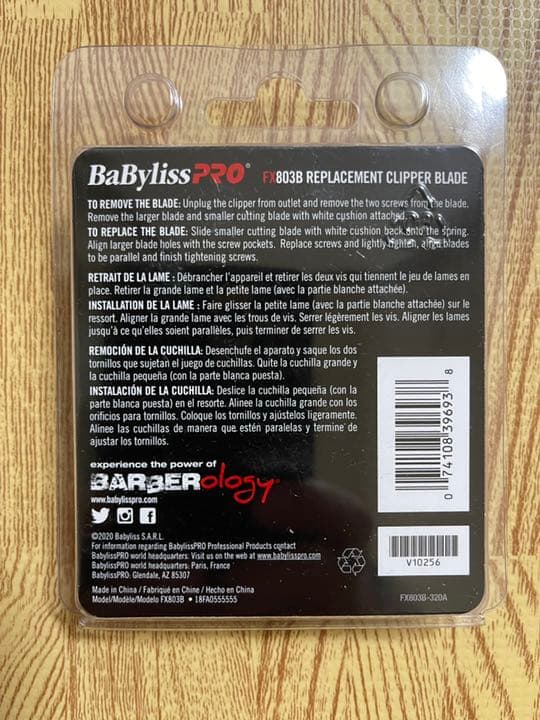 BaBylissPRO® FX803B REPLACEMENT CLIPPER BLADE
TO REMOVE THE BLADE: Unplug the clipper from outlet and remove the two screws from the blade.
Remove the larger blade and smaller cutting blade with white cushion attached.
TO REPLACE THE BLADE: Slide smaller cutting blade with white cushion back onto the spring.
Align larger blade holes with the screw pockets. Replace screws and lightly tighten, align blades
to be parallel and finish tightening screws.
RETRAIT DE LA LAME : Débrancher l'appareil et retirer les deux vis qui tiennent le jeu de lames en
place. Retirer la grande lame et la petite lame (avec la partie blanche attachée).
INSTALLATION DE LA LAME : Faire glisser la petite lame (avec la partie blanche attachée) sur le
ressort. Aligner la grande lame avec les trous de vis. Serrer légèrement les vis. Aligner les lames
jusqu'à ce qu'elles soient parallèles, puis terminer de serrer les vis.
REMOCIÓN DE LA CUCHILLA: Desenchufe el aparato y saque los dos
tornillos que sujetan el juego de cuchillas. Quite la cuchilla grande y
la cuchilla pequeña (con la parte blanca puesta).
INSTALACIÓN DE LA CUCHILLA: Deslice la cuchilla pequeña (con la
parte blanca puesta) en el resorte. Alinee la cuchilla grande con los
orificios para tornillos. Coloque los tornillos y ajústelos ligeramente.
Alinee las cuchillas de manera que estén paralelas y termine de
ajustar los tornillos.
experience the power of
BARBERology™
www.babylisspro.com
©2020 Babyliss S.A.R.L.
For information regarding BabylissPRO Professional Products contact
BabylissPRO world headquarters. Visit us on the web at www.babylisspro.com
BabylissPRO world headquarters: Paris, France
BabylissPRO: Glendale, AZ 85307
Made in China / Fabriqué en Chine / Hecho en China
Model/Modèle/Modelo FX803B • 18FA0555555
0 74108 39693 8
V10256
FX803B-320A